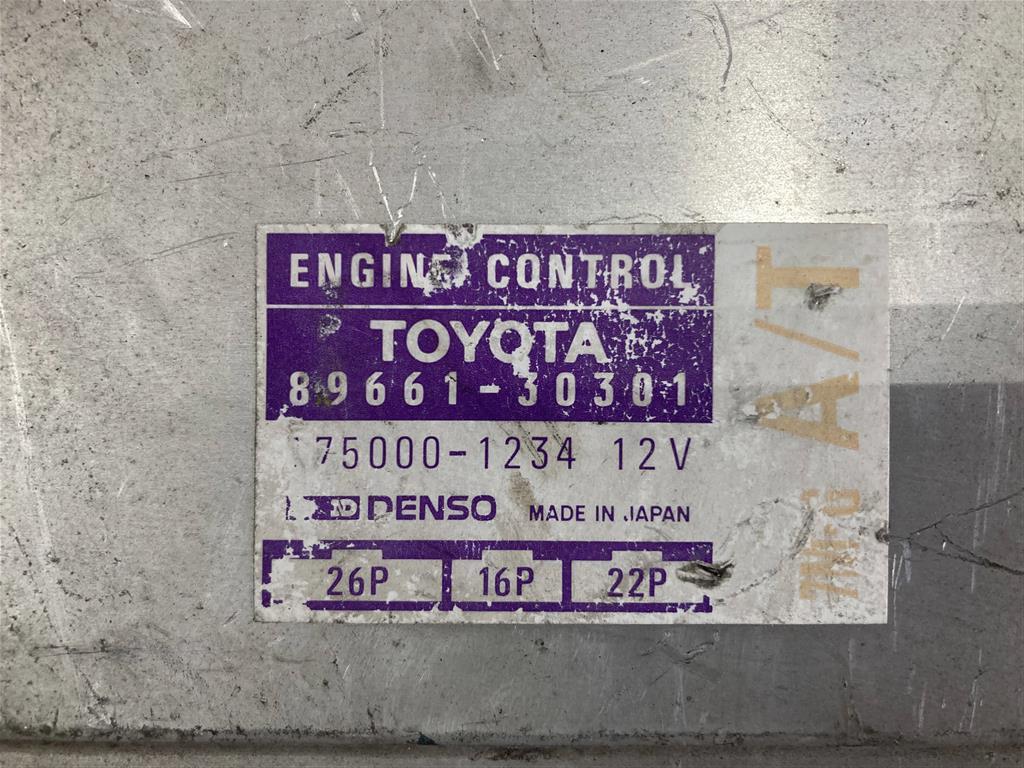 ENGINE CONTROL
TOYOTA
89661-30301
75000-1234 12V
DENSO MADE IN JAPAN
26P 16P 22P
A/T